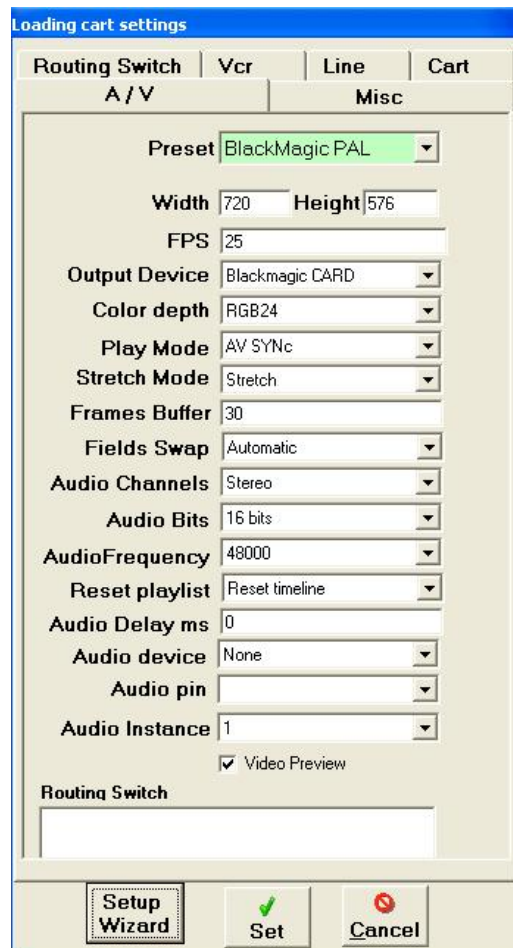 Loading cart settings
Routing Switch Vcr Line Cart
A / V Misc
Preset BlackMagic PAL
Width 720 Height 576
FPS 25
Output Device Blackmagic CARD
Color depth RGB24
Play Mode AV SYNc
Stretch Mode Stretch
Frames Buffer 30
Fields Swap Automatic
Audio Channels Stereo
Audio Bits 16 bits
AudioFrequency 48000
Reset playlist Reset timeline
Audio Delay ms 0
Audio device None
Audio pin
Audio Instance 1
Video Preview
Routing Switch
Setup
Wizard
Set
Cancel